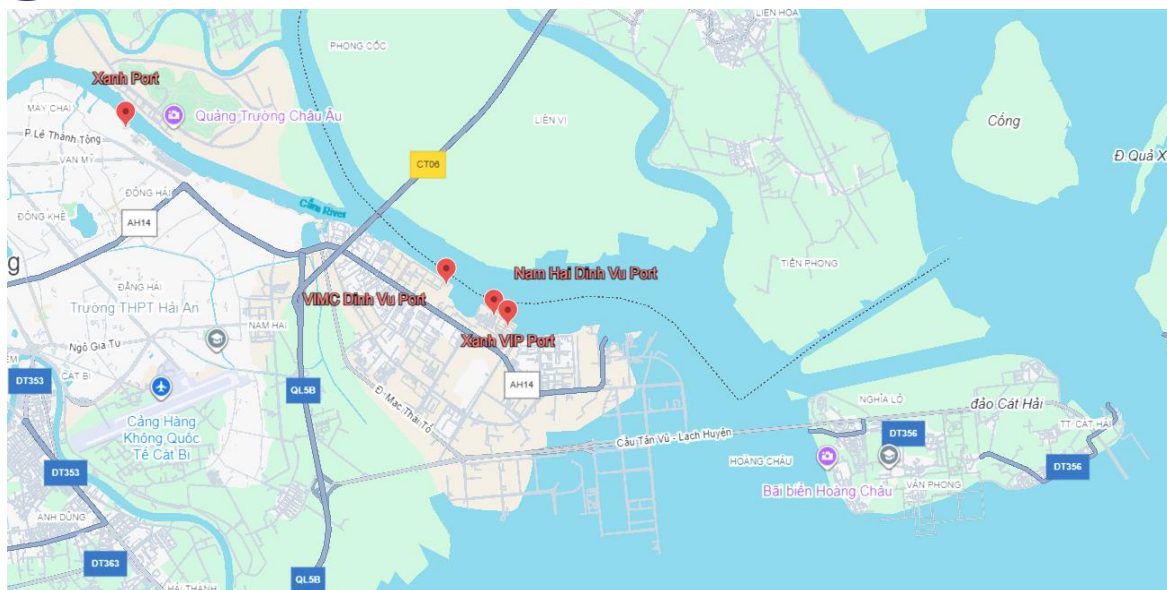 LIÊN HÒA
PHONG CỐC
Xanh Port
MÁY CHAI
Quảng Trường Châu Âu
P. Lê Thánh Tông
VẠN MỸ
LIÊN VỊ
Cống
Đ.Quả X
CT06
ĐÔNG HẢI
ĐÔNG KHÊ
AH14
Cấm River
g
TIỀN PHONG
Nam Hai Dinh Vu Port
ĐẰNG HẢI
VIMC Dinh Vu Port
Trường THPT Hải An
NAM HẢI
Xanh VIP Port
Ngô Gia Tự
CÁT BI
DT353
AH14
QL5B
Đ. Mạc Thái Tổ
Cảng Hàng
Không Quốc
Tế Cát Bi
NGHĨA LỘ
đảo Cát Hải
TT. CÁT HẢI
Cầu Tân Vũ - Lạch Huyện
DT356
HOÀNG CHÂU
DT353
DT356
VĂN PHONG
Bãi biển Hoàng Châu
ANH DŨNG
DT363
QL5B
HẢI THÀNH